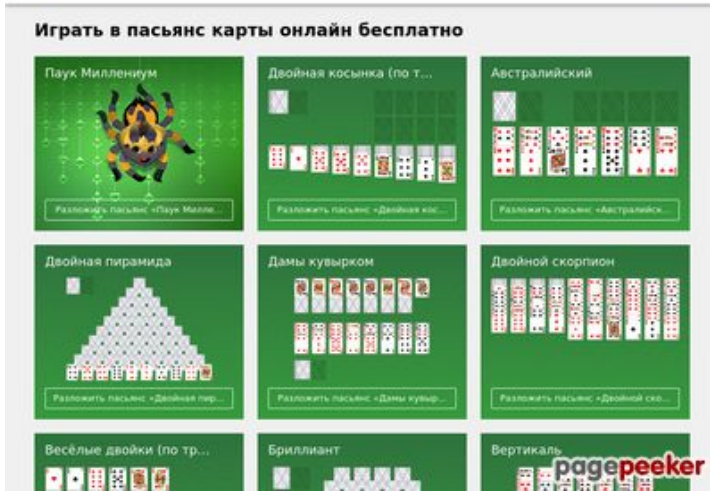 Играть в пасьянс карты онлайн бесплатно
Паук Миллениум
Двойная косынка (по т...
Австралийский
Разложить пасьянс «Паук Милле...
Разложить пасьянс «Двойная кос...
Разложить пасьянс «Австралийск...
Двойная пирамида
Дамы кувырком
Двойной скорпион
Разложить пасьянс «Двойная пир...
Разложить пасьянс «Дамы кувыр...
Разложить пасьянс «Двойной ско...
Весёлые двойки (по тр...
Бриллиант
Вертикаль
pagepeeker